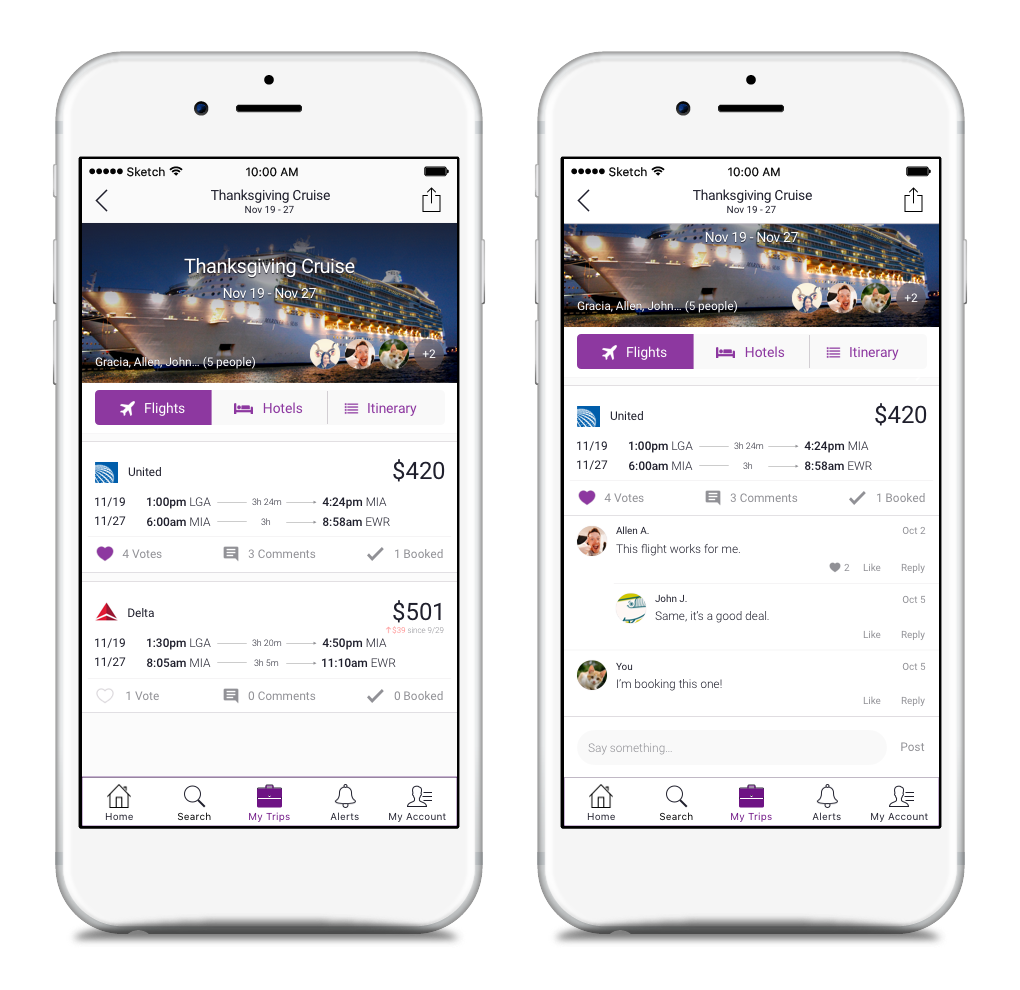 Sketch 10:00 AM
Thanksgiving Cruise
Nov 19 - 27
Thanksgiving Cruise
Nov 19 - Nov 27
Gracia, Allen, John... (5 people) +2
Flights Hotels Itinerary
United $420
11/19 1:00pm LGA 3h 24m 4:24pm MIA
11/27 6:00am MIA 3h 8:58am EWR
4 Votes 3 Comments 1 Booked
Delta $501
↑$39 since 9/29
11/19 1:30pm LGA 3h 20m 4:50pm MIA
11/27 8:05am MIA 3h 5m 11:10am EWR
1 Vote 0 Comments 0 Booked
Home Search My Trips Alerts My Account
Sketch 10:00 AM
Thanksgiving Cruise
Nov 19 - 27
Nov 19 - Nov 27
Gracia, Allen, John... (5 people) +2
Flights Hotels Itinerary
United $420
11/19 1:00pm LGA 3h 24m 4:24pm MIA
11/27 6:00am MIA 3h 8:58am EWR
4 Votes 3 Comments 1 Booked
Allen A. Oct 2
This flight works for me.
2 Like Reply
John J. Oct 5
Same, it's a good deal.
Like Reply
You Oct 5
I'm booking this one!
Like Reply
Say something... Post
Home Search My Trips Alerts My Account